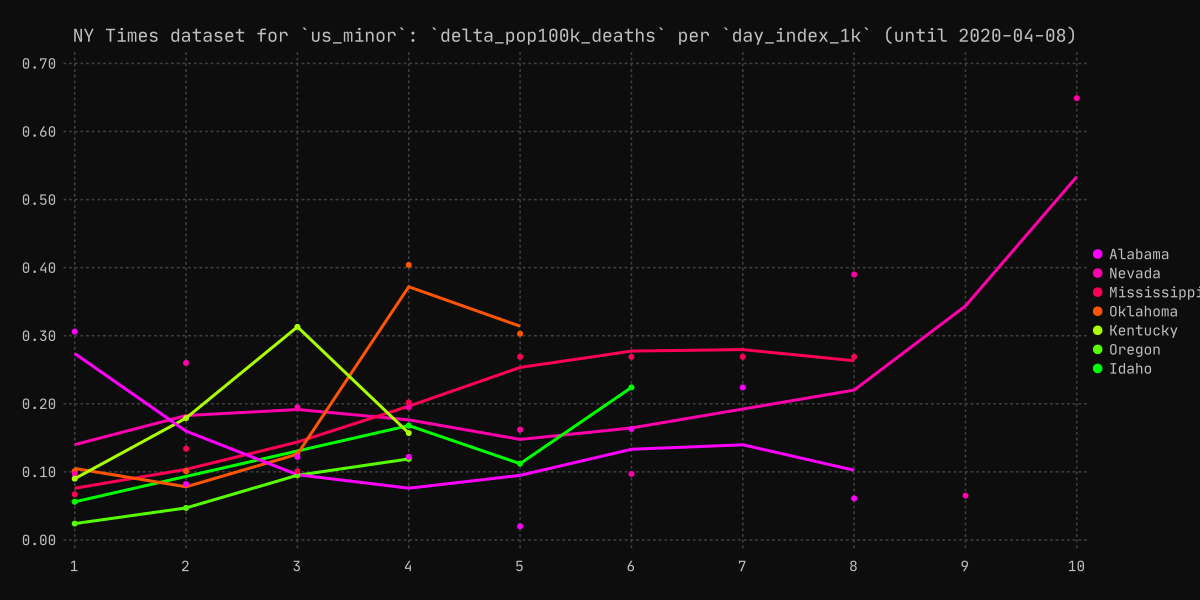 NY Times dataset for `us_minor`: `delta_pop100k_deaths` per `day_index_1k` (until 2020-04-08)
0.70
0.60
0.50
0.40
0.30
0.20
0.10
0.00
1 2 3 4 5 6 7 8 9 10
Alabama
Nevada
Mississippi
Oklahoma
Kentucky
Oregon
Idaho